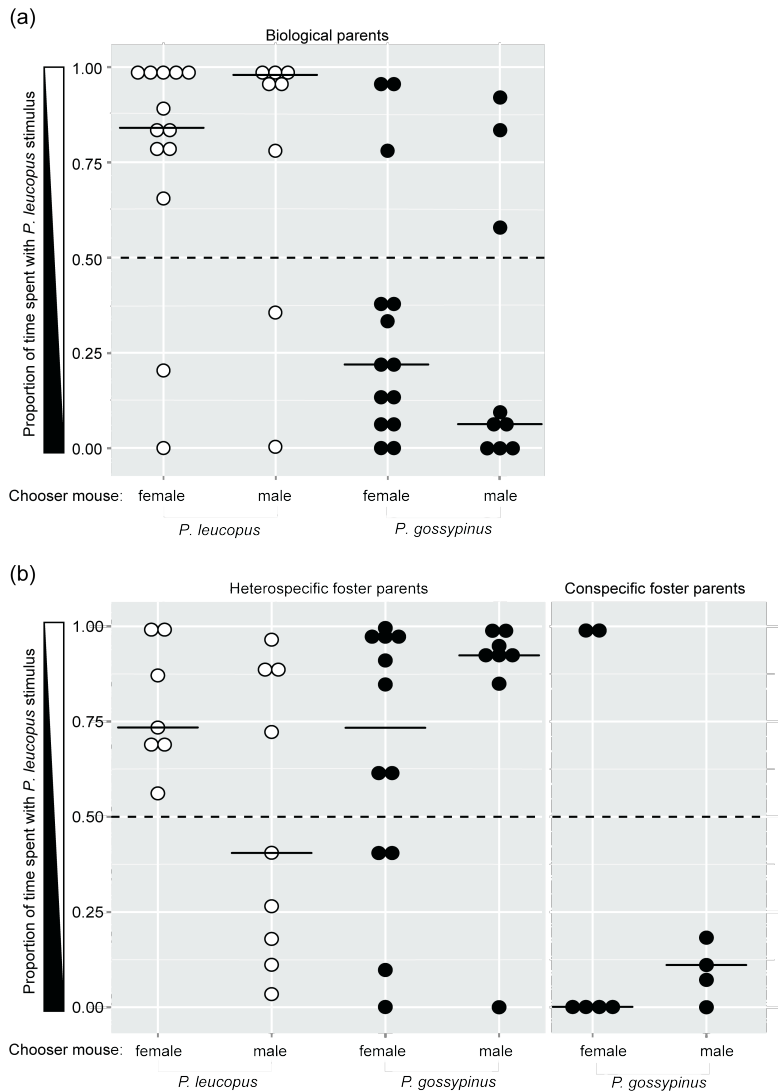 (a)
Biological parents
Proportion of time spent with P. leucopus stimulus
1.00
0.75
0.50
0.25
0.00
Chooser mouse: female male female male
P. leucopus P. gossypinus
(b)
Heterospecific foster parents Conspecific foster parents
Proportion of time spent with P. leucopus stimulus
1.00
0.75
0.50
0.25
0.00
Chooser mouse: female male female male female male
P. leucopus P. gossypinus P. gossypinus